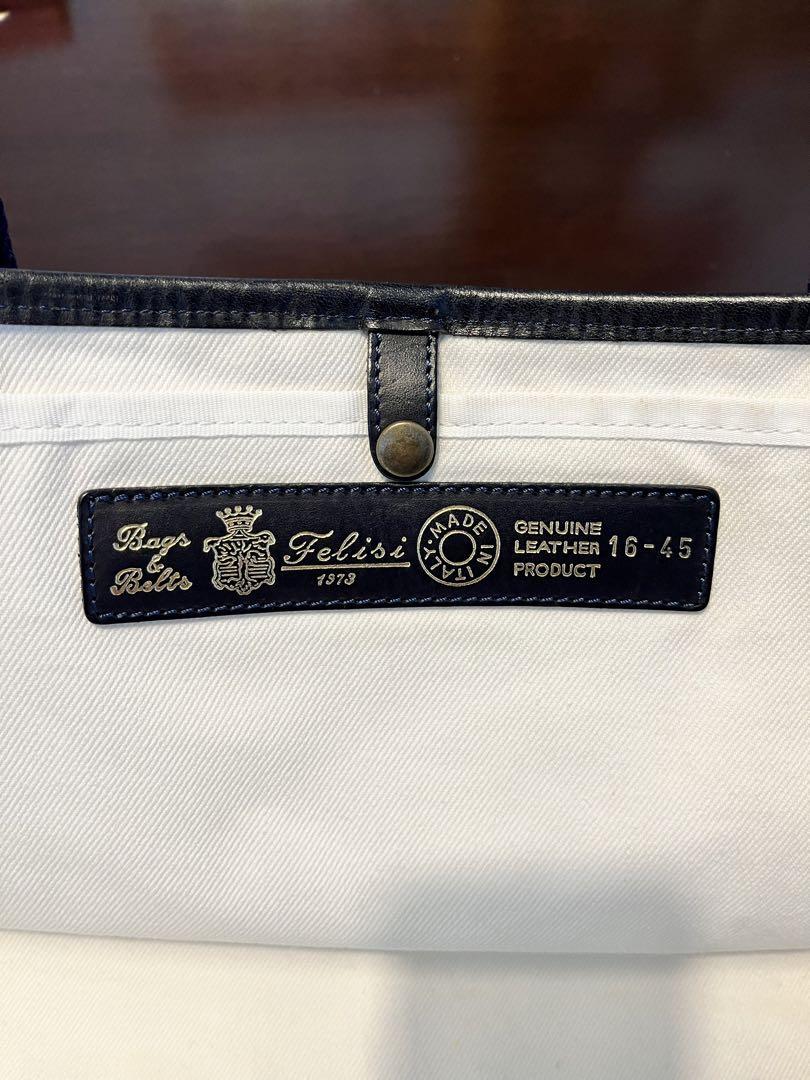 Bags
&
Belts
Felisi
1973
MADE IN ITALY
GENUINE
LEATHER
PRODUCT
16-45